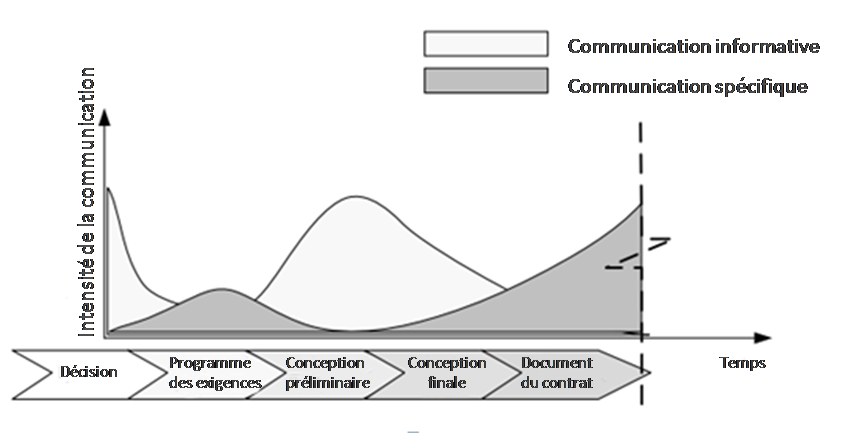 Communication informative
Communication spécifique
Intensité de la communication
Décision
Programme
des exigences
Conception
préliminaire
Conception
finale
Document
du contrat
Temps